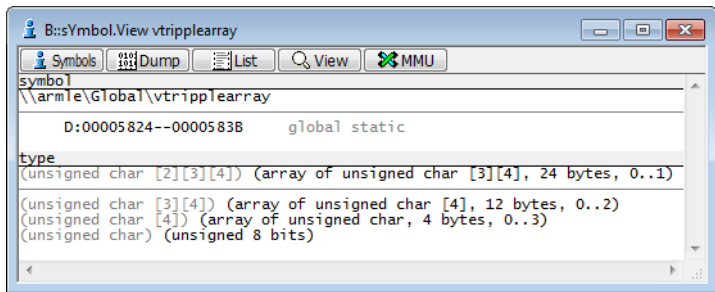 B::sYmbol.View vtripplearray
Symbols Dump List View MMU
symbol
\\armle\Global\vtripplearray
D:00005824--0000583B global static
type
(unsigned char [2][3][4]) (array of unsigned char [3][4], 24 bytes, 0..1)
(unsigned char [3][4]) (array of unsigned char [4], 12 bytes, 0..2)
(unsigned char [4]) (array of unsigned char, 4 bytes, 0..3)
(unsigned char) (unsigned 8 bits)